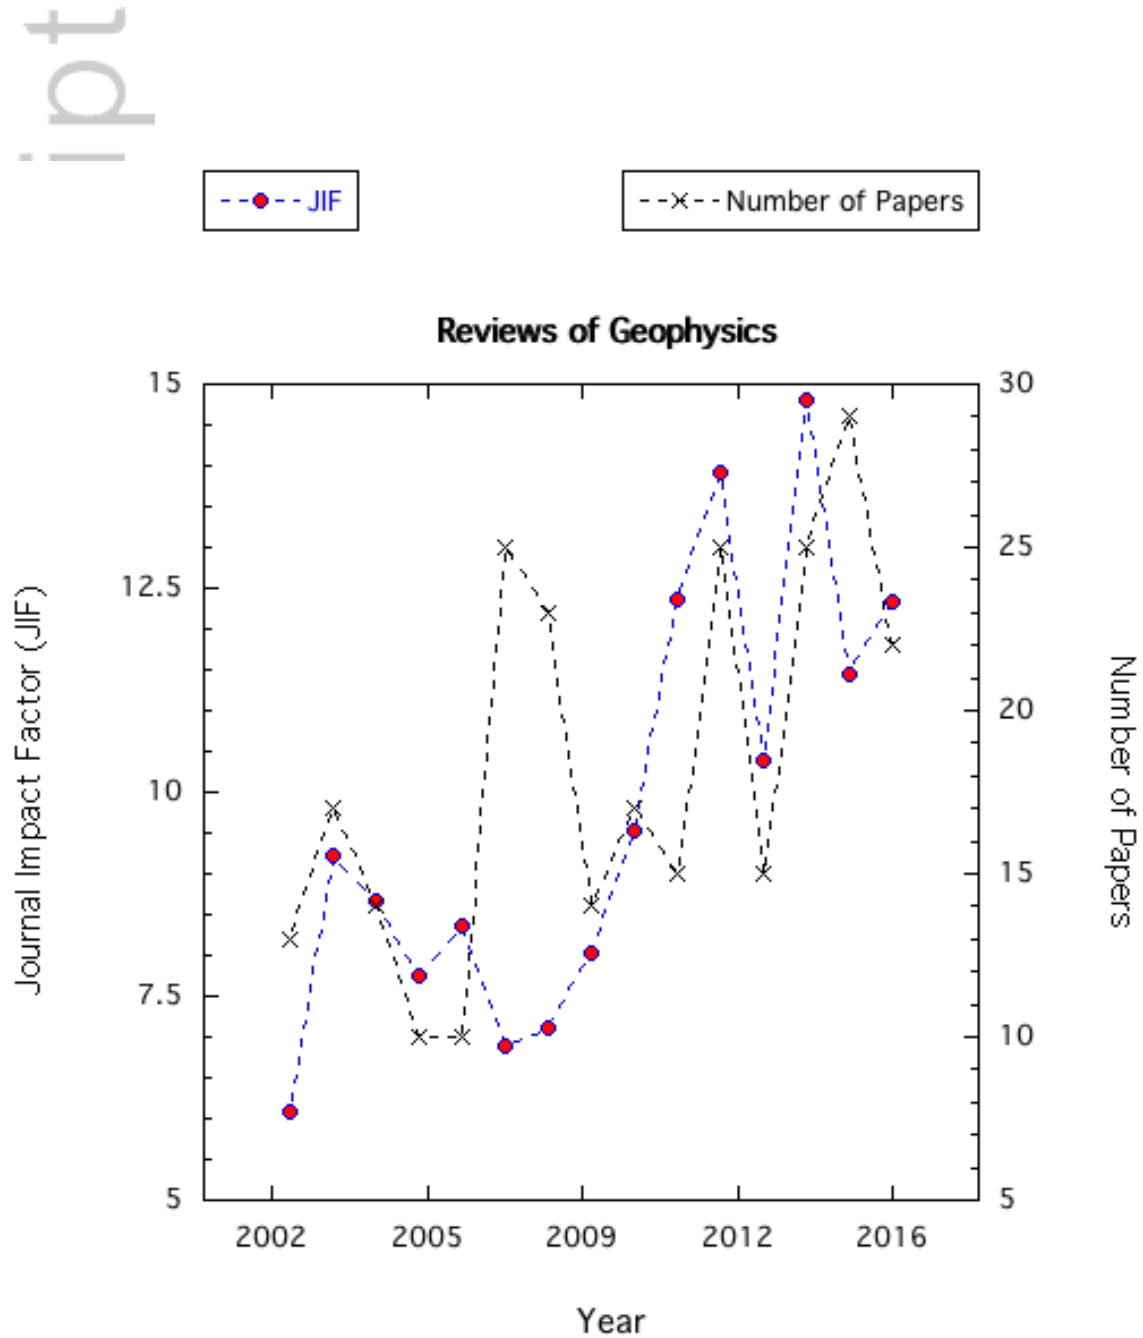 ipt
JIF
Number of Papers
Reviews of Geophysics
15
12.5
10
7.5
5
Journal Impact Factor (JIF)
30
25
20
15
10
5
Number of Papers
2002 2005 2009 2012 2016
Year